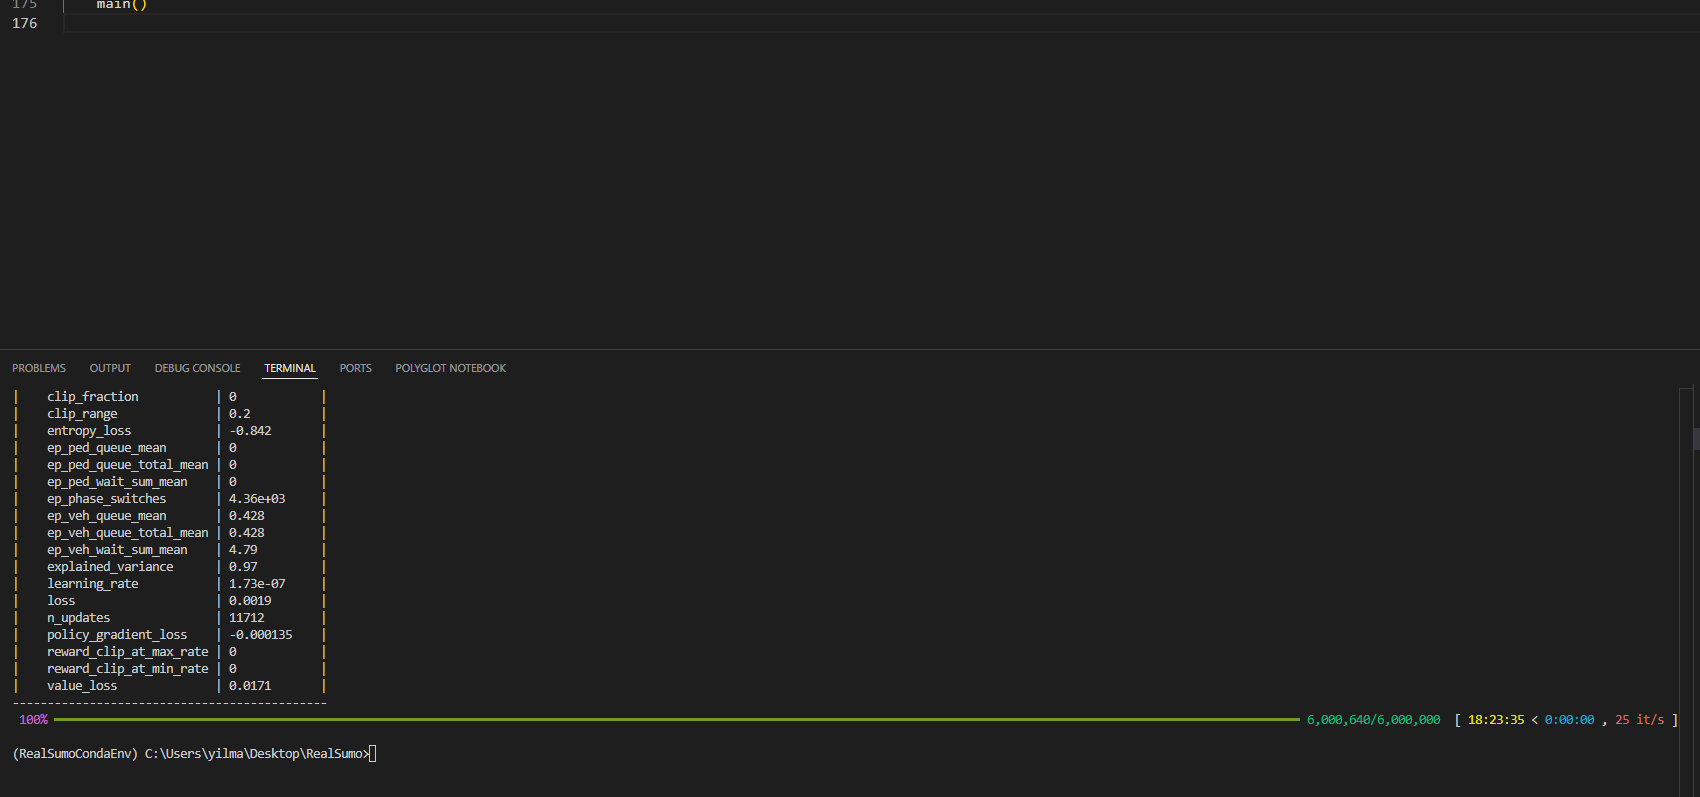 175 main()
176
PROBLEMS OUTPUT DEBUG CONSOLE TERMINAL PORTS POLYGLOT NOTEBOOK
| clip_fraction | 0 |
| clip_range | 0.2 |
| entropy_loss | -0.842 |
| ep_ped_queue_mean | 0 |
| ep_ped_queue_total_mean | 0 |
| ep_ped_wait_sum_mean | 0 |
| ep_phase_switches | 4.36e+03 |
| ep_veh_queue_mean | 0.428 |
| ep_veh_queue_total_mean | 0.428 |
| ep_veh_wait_sum_mean | 4.79 |
| explained_variance | 0.97 |
| learning_rate | 1.73e-07 |
| loss | 0.0019 |
| n_updates | 11712 |
| policy_gradient_loss | -0.000135 |
| reward_clip_at_max_rate | 0 |
| reward_clip_at_min_rate | 0 |
| value_loss | 0.0171 |
---------------------------------------------
100% 6,000,640/6,000,000 [ 18:23:35 < 0:00:00 , 25 it/s ]
(RealSumoCondaEnv) C:\Users\yilma\Desktop\RealSumo>